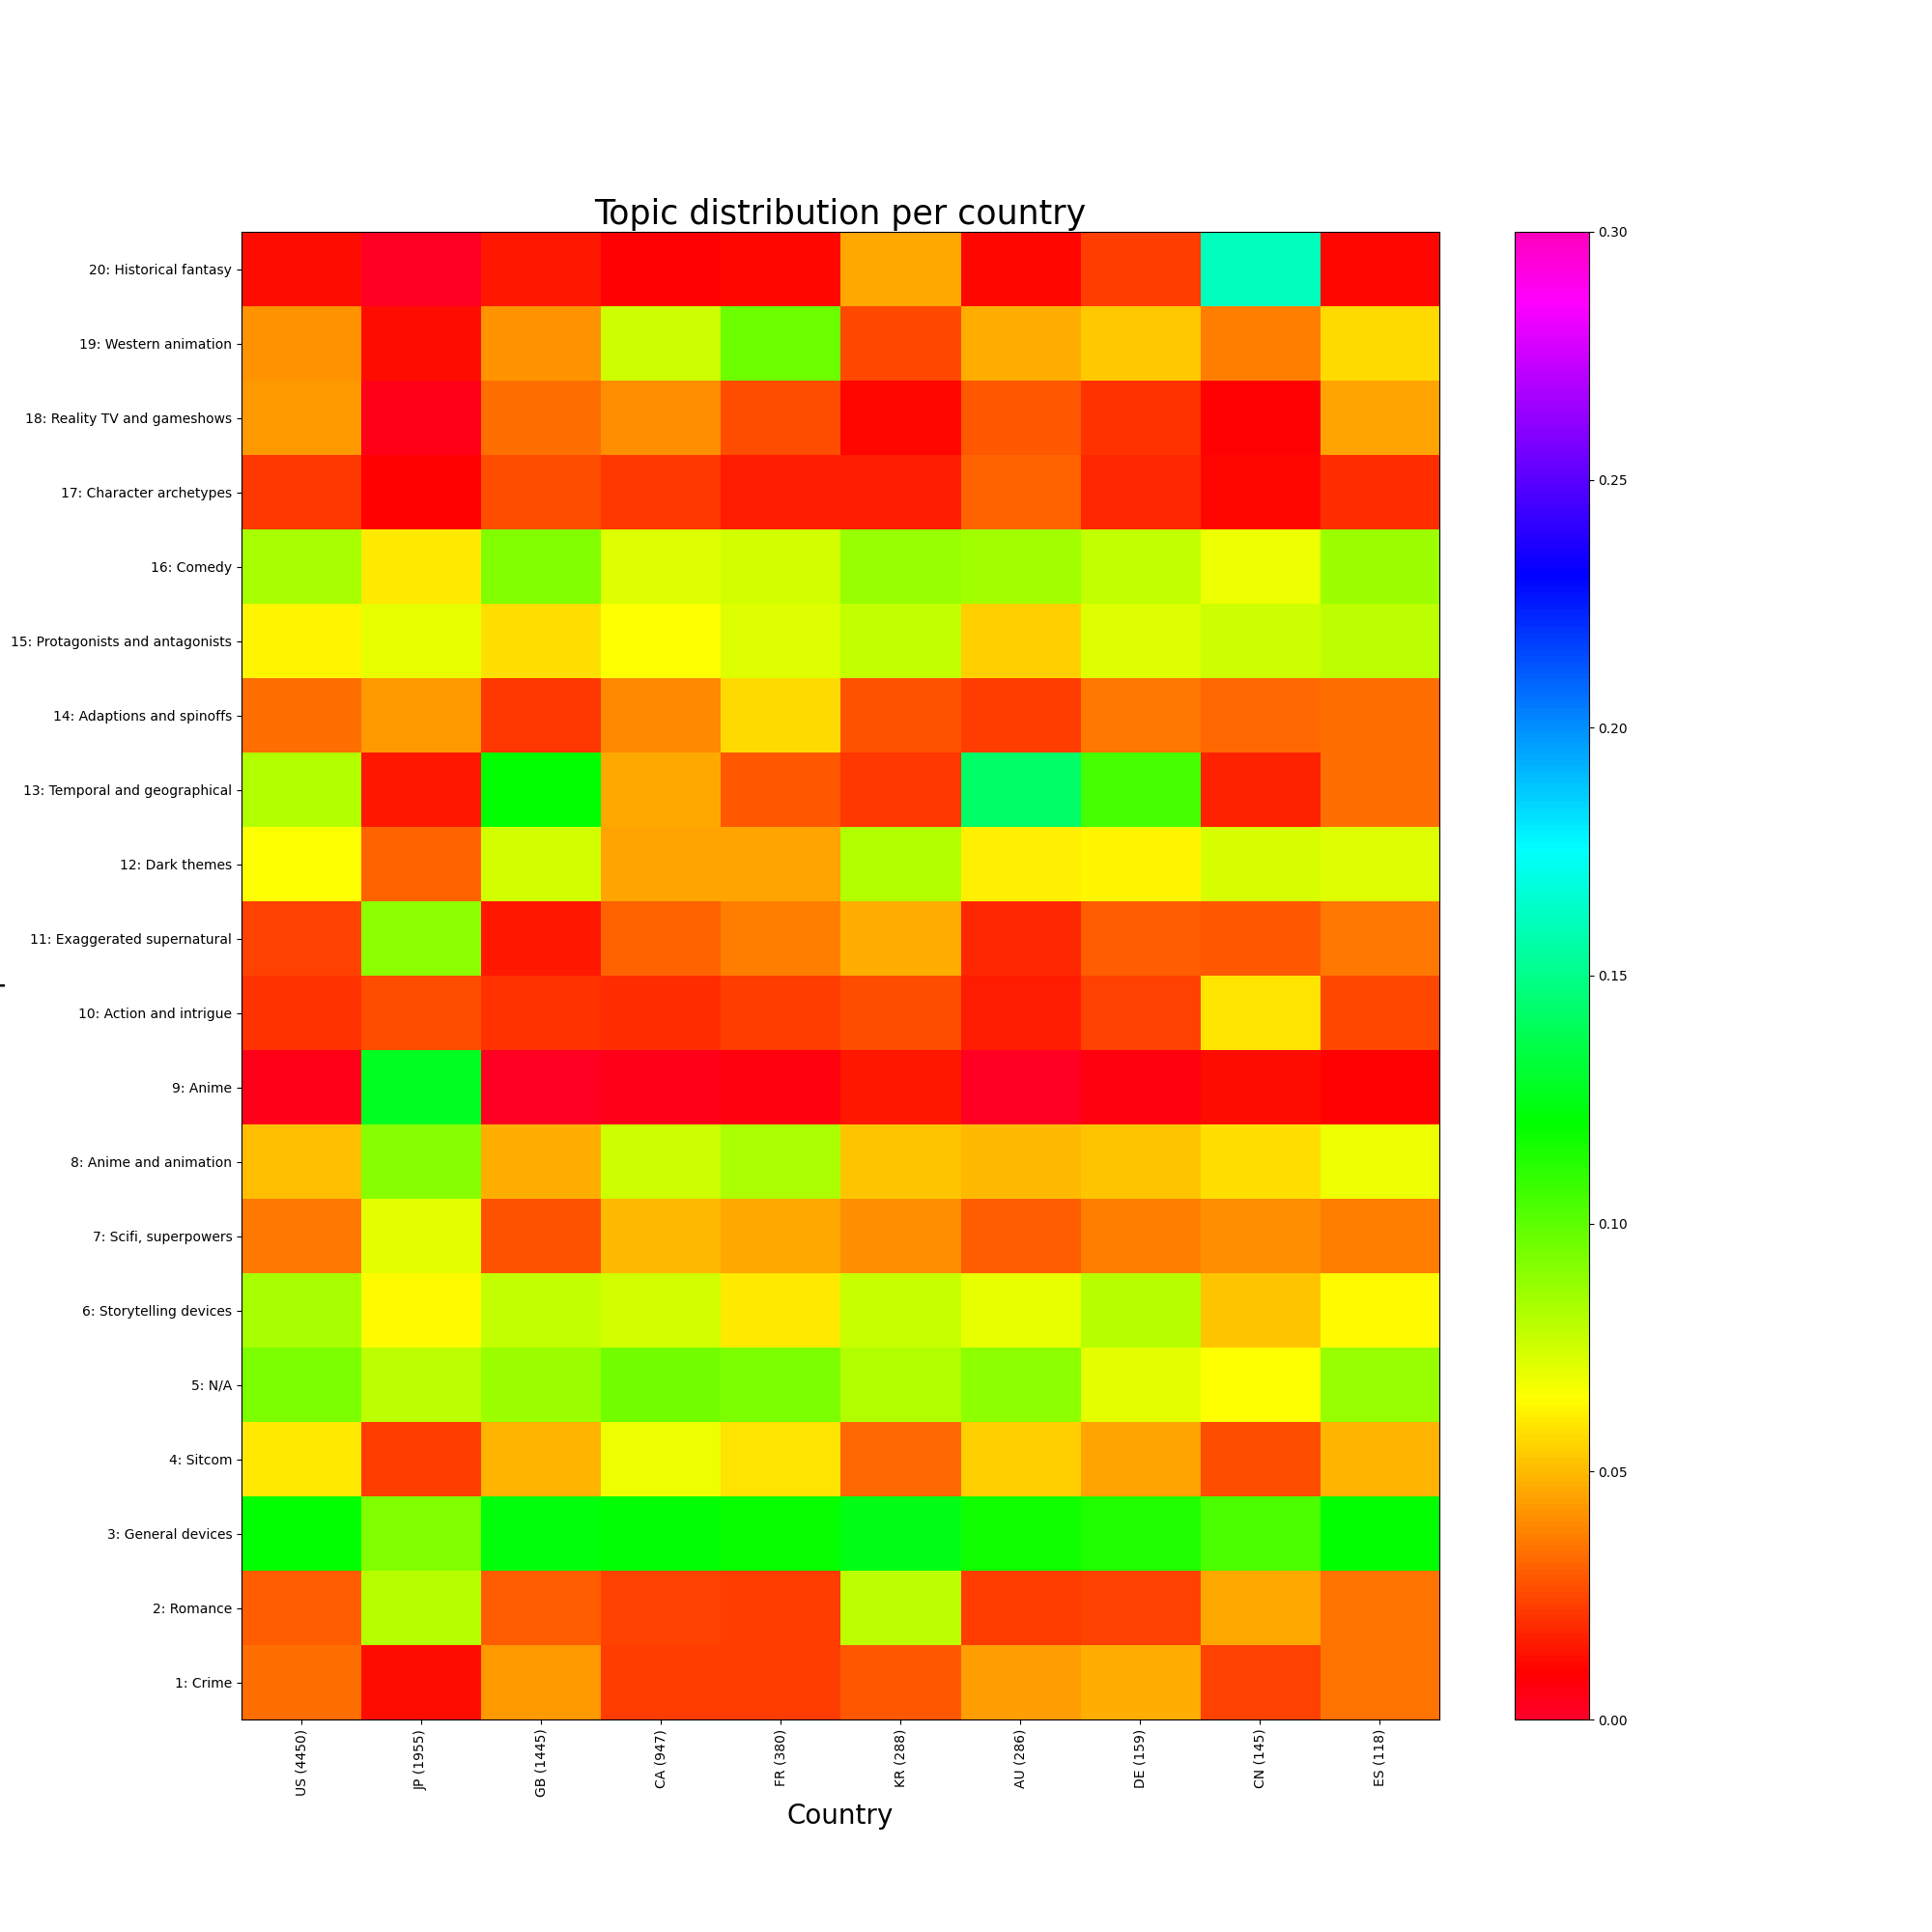 Topic distribution per country
20: Historical fantasy
19: Western animation
18: Reality TV and gameshows
17: Character archetypes
16: Comedy
15: Protagonists and antagonists
14: Adaptions and spinoffs
13: Temporal and geographical
12: Dark themes
11: Exaggerated supernatural
10: Action and intrigue
9: Anime
8: Anime and animation
7: Scifi, superpowers
6: Storytelling devices
5: N/A
4: Sitcom
3: General devices
2: Romance
1: Crime
US (4450)
JP (1955)
GB (1445)
CA (947)
FR (380)
KR (288)
AU (286)
DE (159)
CN (145)
ES (118)
Country
0.30
0.25
0.20
0.15
0.10
0.05
0.00